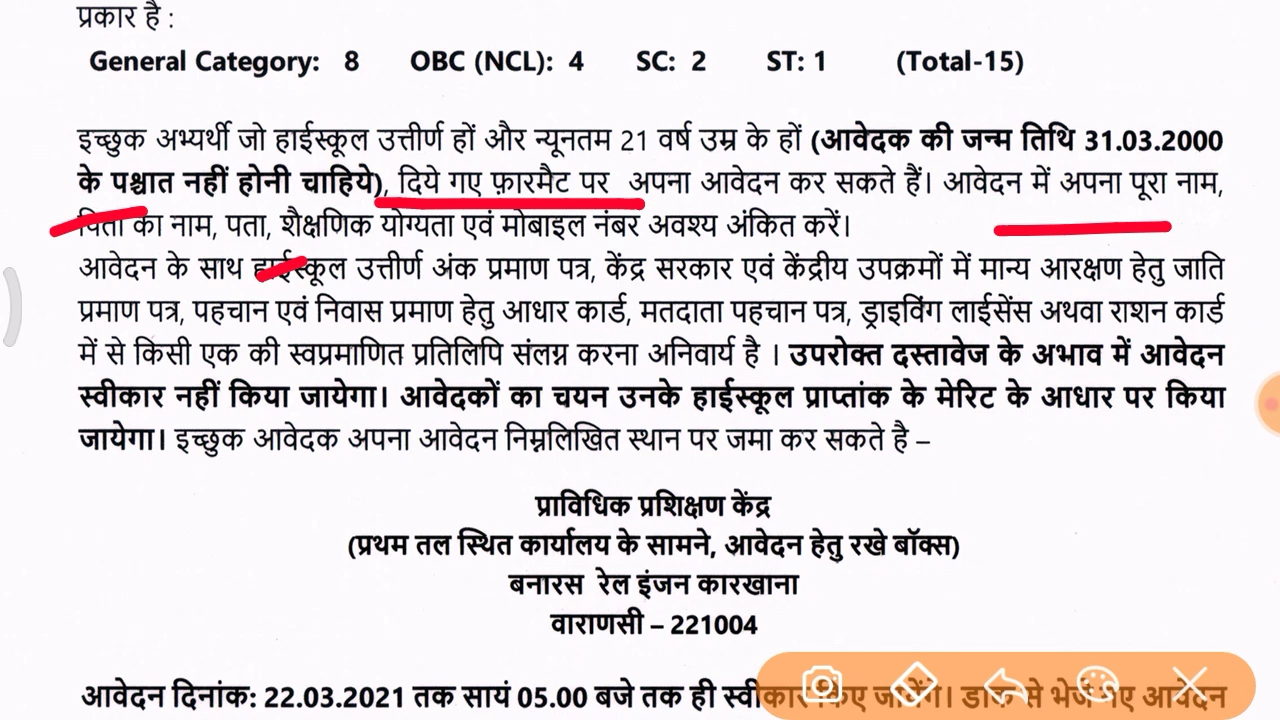 प्रकार है :
General Category: 8 OBC (NCL): 4 SC: 2 ST: 1 (Total-15)
इच्छुक अभ्यर्थी जो हाईस्कूल उत्तीर्ण हों और न्यूनतम 21 वर्ष उम्र के हों (आवेदक की जन्म तिथि 31.03.2000
के पश्चात नहीं होनी चाहिये), दिये गए फ़ारमैट पर अपना आवेदन कर सकते हैं। आवेदन में अपना पूरा नाम,
पिता का नाम, पता, शैक्षणिक योग्यता एवं मोबाइल नंबर अवश्य अंकित करें।
आवेदन के साथ हाईस्कूल उत्तीर्ण अंक प्रमाण पत्र, केंद्र सरकार एवं केंद्रीय उपक्रमों में मान्य आरक्षण हेतु जाति
प्रमाण पत्र, पहचान एवं निवास प्रमाण हेतु आधार कार्ड, मतदाता पहचान पत्र, ड्राइविंग लाईसेंस अथवा राशन कार्ड
में से किसी एक की स्वप्रमाणित प्रतिलिपि संलग्न करना अनिवार्य है । उपरोक्त दस्तावेज के अभाव में आवेदन
स्वीकार नहीं किया जायेगा। आवेदकों का चयन उनके हाईस्कूल प्राप्तांक के मेरिट के आधार पर किया
जायेगा। इच्छुक आवेदक अपना आवेदन निम्नलिखित स्थान पर जमा कर सकते है –
प्राविधिक प्रशिक्षण केंद्र
(प्रथम तल स्थित कार्यालय के सामने, आवेदन हेतु रखे बॉक्स)
बनारस रेल इंजन कारखाना
वाराणसी – 221004
आवेदन दिनांक: 22.03.2021 तक सायं 05.00 बजे तक ही स्वीकार किए जायेंगे। डाक से भेजे गए आवेदन